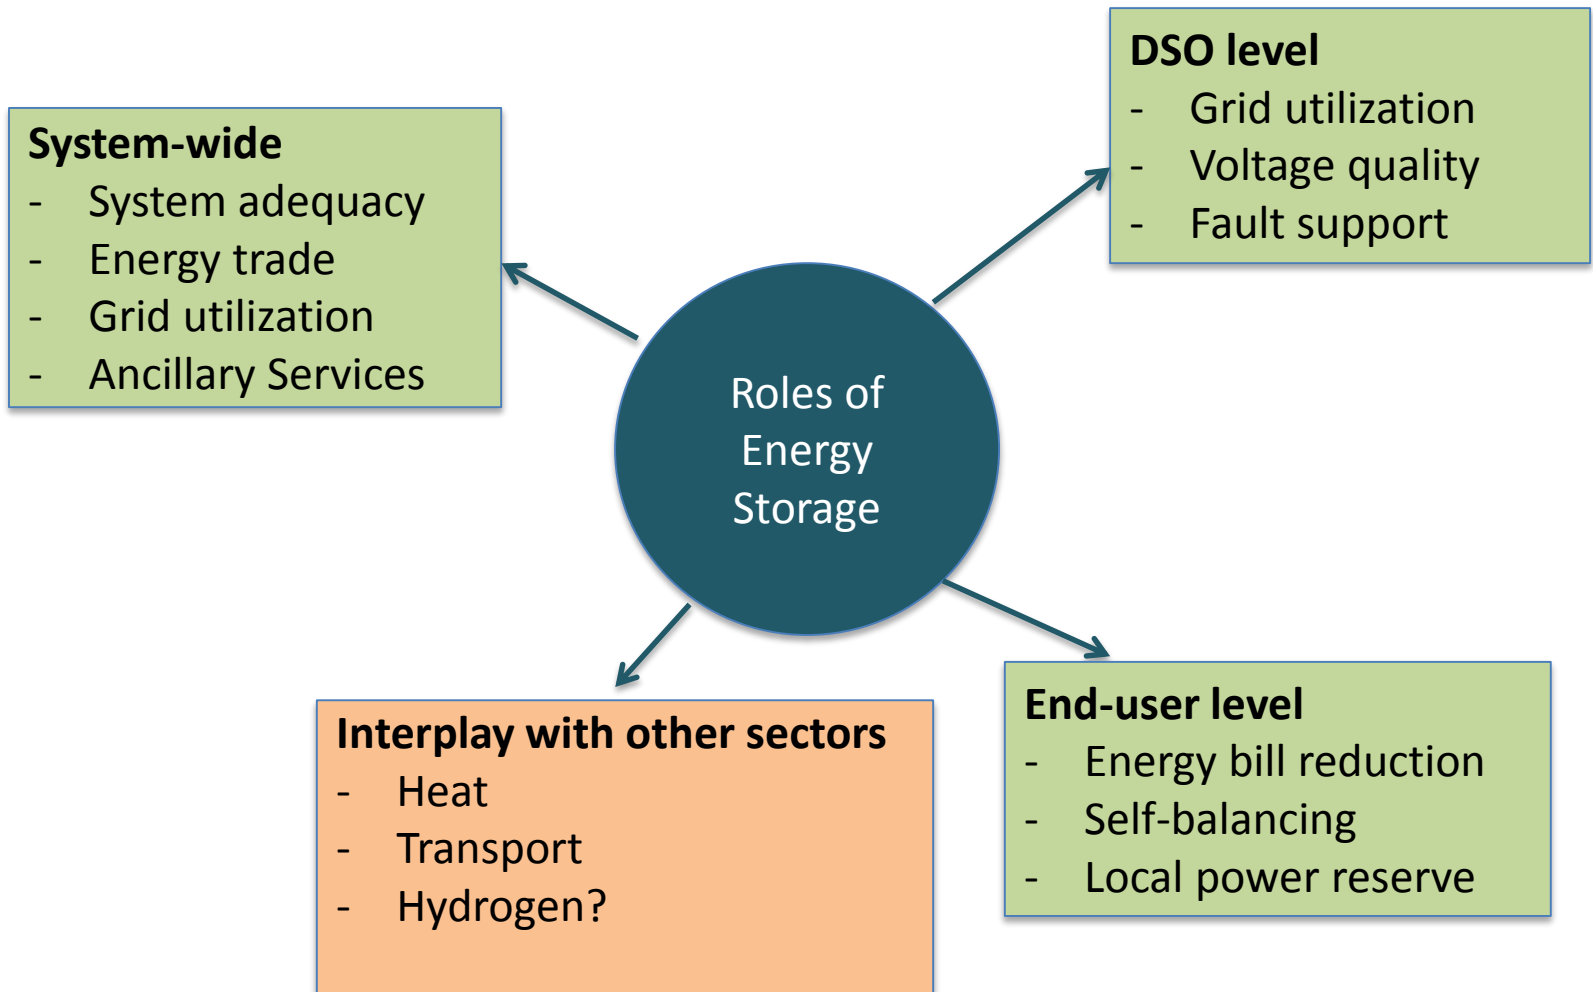 System-wide
- System adequacy
- Energy trade
- Grid utilization
- Ancillary Services
DSO level
- Grid utilization
- Voltage quality
- Fault support
Roles of
Energy
Storage
Interplay with other sectors
- Heat
- Transport
- Hydrogen?
End-user level
- Energy bill reduction
- Self-balancing
- Local power reserve